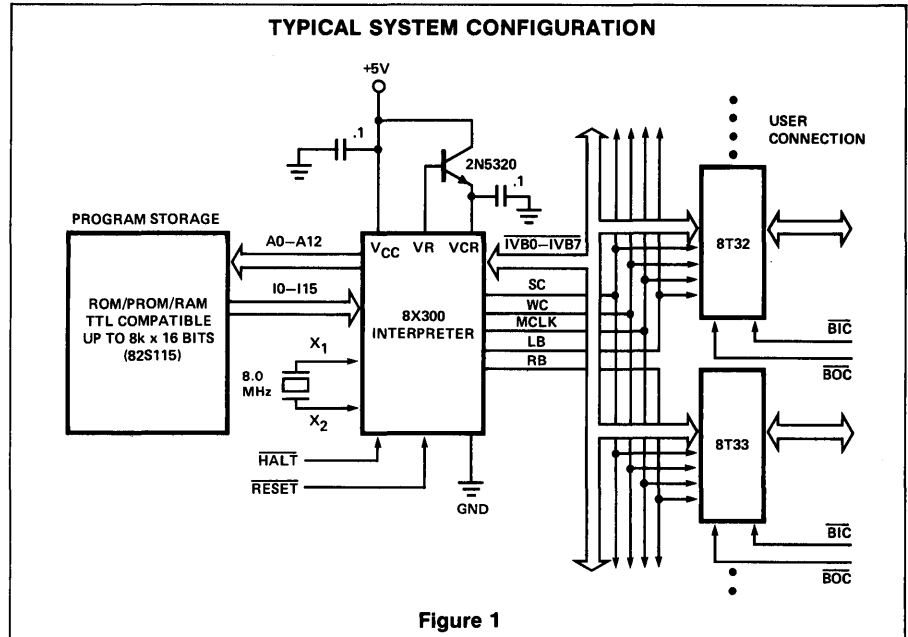 TYPICAL SYSTEM CONFIGURATION
+5V
.1
2N5320
.1
USER
CONNECTION
PROGRAM STORAGE
A0–A12
I0–I15
ROM/PROM/RAM
TTL COMPATIBLE
UP TO 8k x 16 BITS
(82S115)
VCC
VR
VCR
8X300
INTERPRETER
X1
8.0
MHz
X2
HALT
RESET
GND
IVB0–IVB7
SC
WC
MCLK
LB
RB
8T32
BIC
BOC
8T33
BIC
BOC
Figure 1